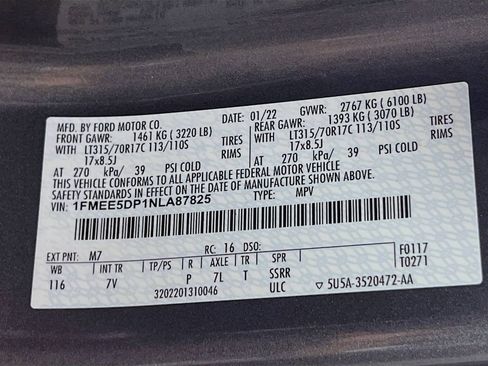 MFD. BY FORD MOTOR CO. DATE: 01/22 GVWR: 2767 KG (6100 LB)
FRONT GAWR: 1461 KG (3220 LB) REAR GAWR: 1393 KG (3070 LB)
WITH LT315/70R17C 113/110S TIRES WITH LT315/70R17C 113/110S TIRES
17x8.5J RIMS 17x8.5J RIMS
AT 270 kPa/ 39 PSI COLD AT 270 kPa/ 39 PSI COLD
THIS VEHICLE CONFORMS TO ALL APPLICABLE FEDERAL MOTOR VEHICLE
SAFETY STANDARDS IN EFFECT ON THE DATE OF MANUFACTURE SHOWN ABOVE.
VIN: 1FMEE5DP1NLA87825 TYPE: MPV
EXT PNT: M7 RC: 16 DSO: F0117
WB INT TR TP/PS R AXLE TR SPR T0271
116 7V P 7L T SSRR
3202201310046 ULC 5U5A-3520472-AA